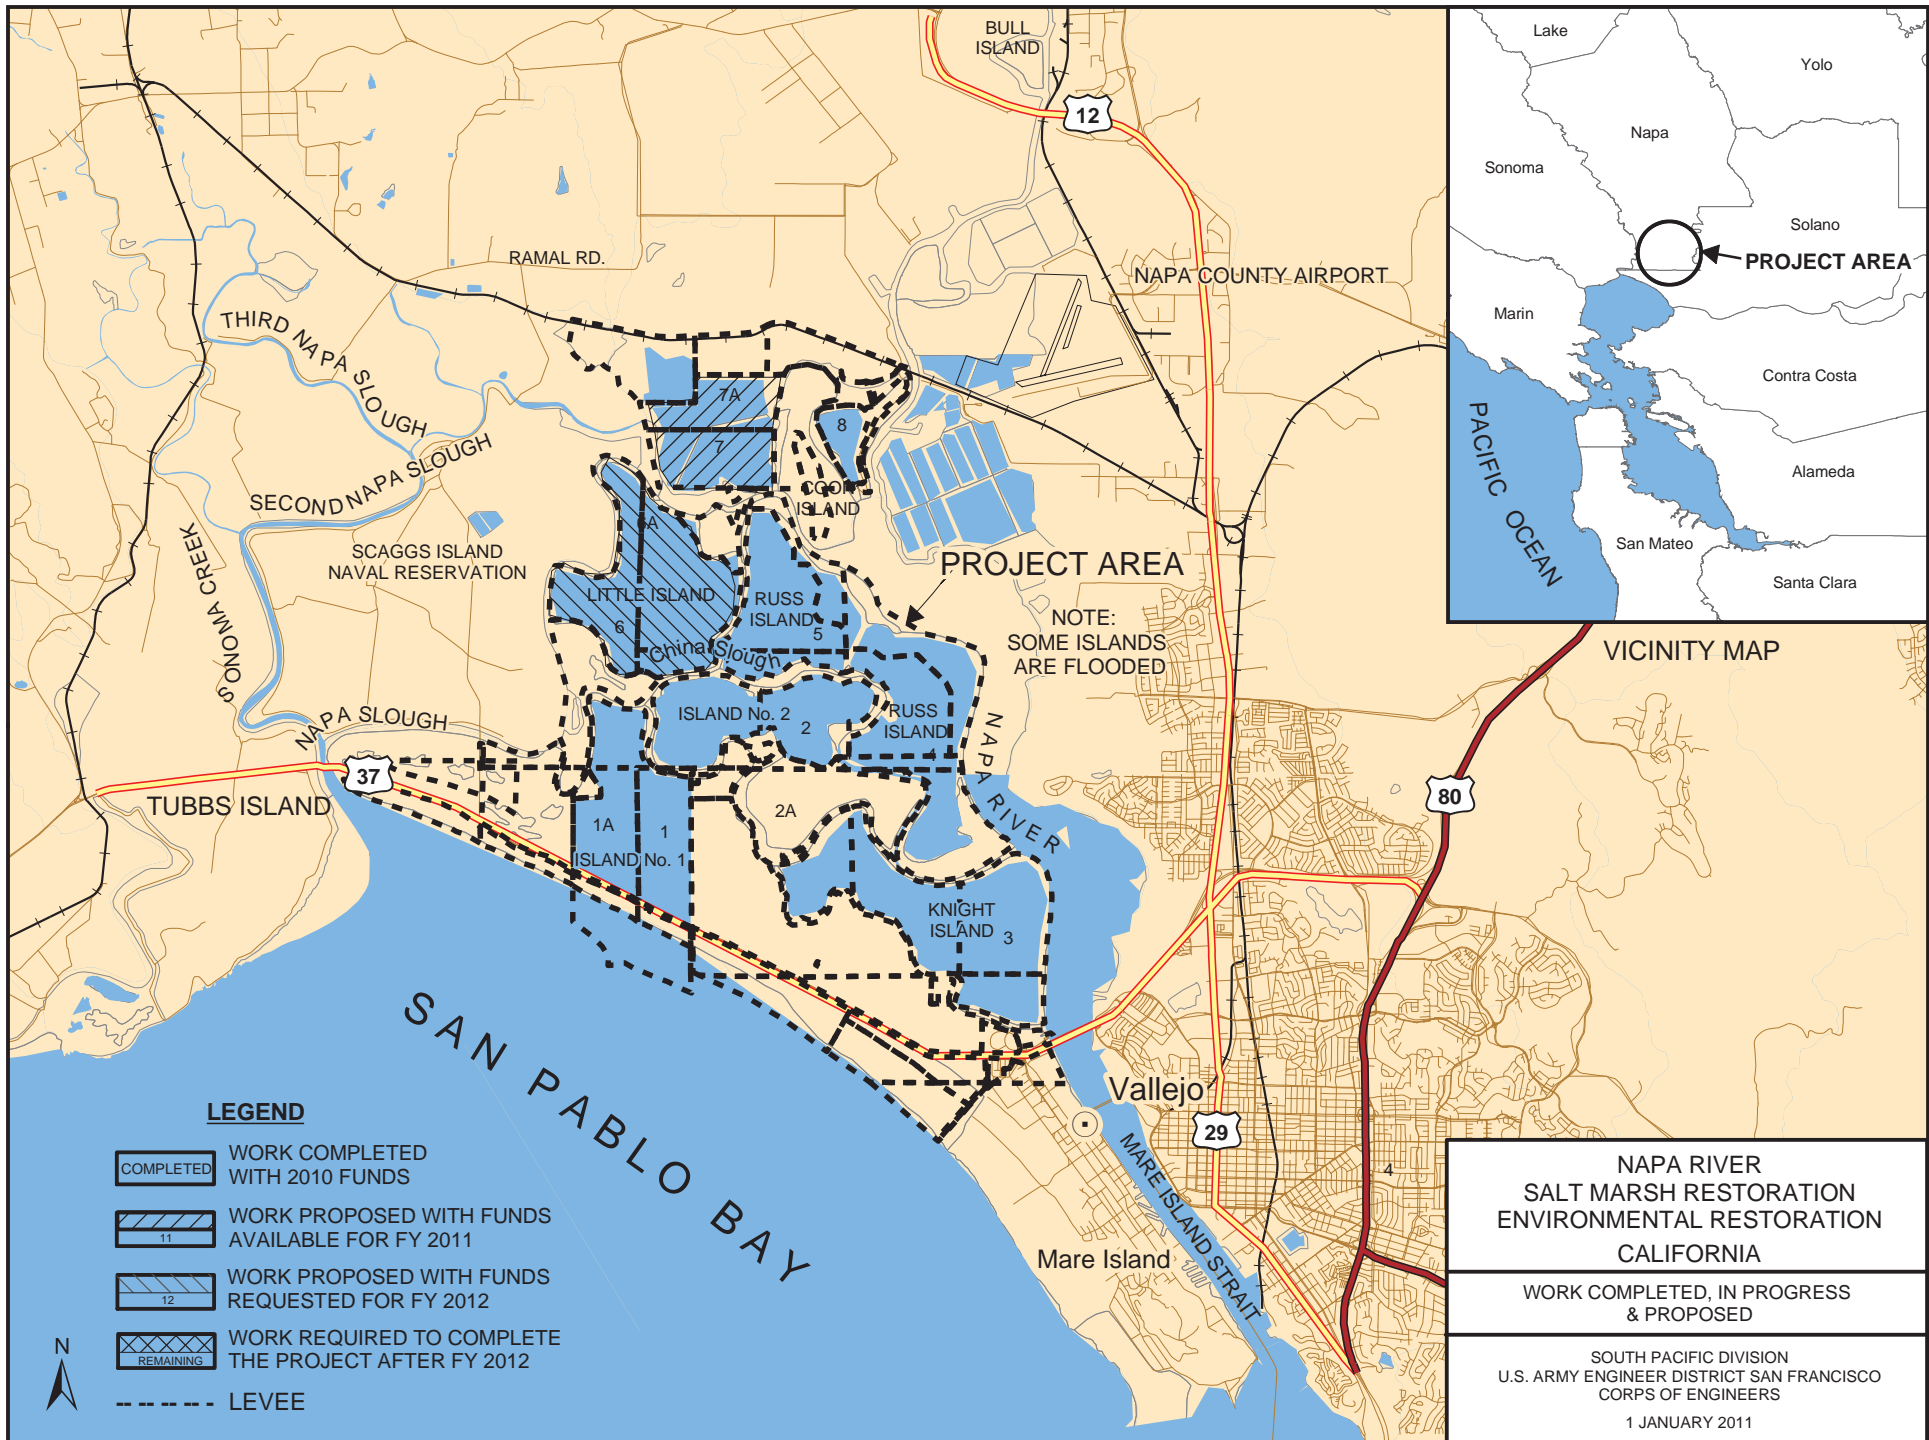 BULL
ISLAND
12
RAMAL RD.
NAPA COUNTY AIRPORT
THIRD NAPA SLOUGH
SECOND NAPA SLOUGH
SONOMA CREEK
SCAGGS ISLAND
NAVAL RESERVATION
NAPA SLOUGH
37
TUBBS ISLAND
7A
7
8
COON
ISLAND
6A
LITTLE ISLAND
6
RUSS
ISLAND
5
China Slough
PROJECT AREA
NOTE:
SOME ISLANDS
ARE FLOODED
ISLAND No. 2
2
RUSS
ISLAND
4
NAPA RIVER
1A
1
ISLAND No. 1
2A
KNIGHT
ISLAND
3
80
SAN PABLO BAY
Vallejo
29
4
MARE ISLAND STRAIT
Mare Island
Lake
Yolo
Napa
Sonoma
Solano
PROJECT AREA
Marin
Contra Costa
PACIFIC OCEAN
Alameda
San Mateo
Santa Clara
VICINITY MAP
LEGEND
COMPLETED
WORK COMPLETED
WITH 2010 FUNDS
11
WORK PROPOSED WITH FUNDS
AVAILABLE FOR FY 2011
12
WORK PROPOSED WITH FUNDS
REQUESTED FOR FY 2012
REMAINING
WORK REQUIRED TO COMPLETE
THE PROJECT AFTER FY 2012
LEVEE
N
NAPA RIVER
SALT MARSH RESTORATION
ENVIRONMENTAL RESTORATION
CALIFORNIA
WORK COMPLETED, IN PROGRESS
& PROPOSED
SOUTH PACIFIC DIVISION
U.S. ARMY ENGINEER DISTRICT SAN FRANCISCO
CORPS OF ENGINEERS
1 JANUARY 2011